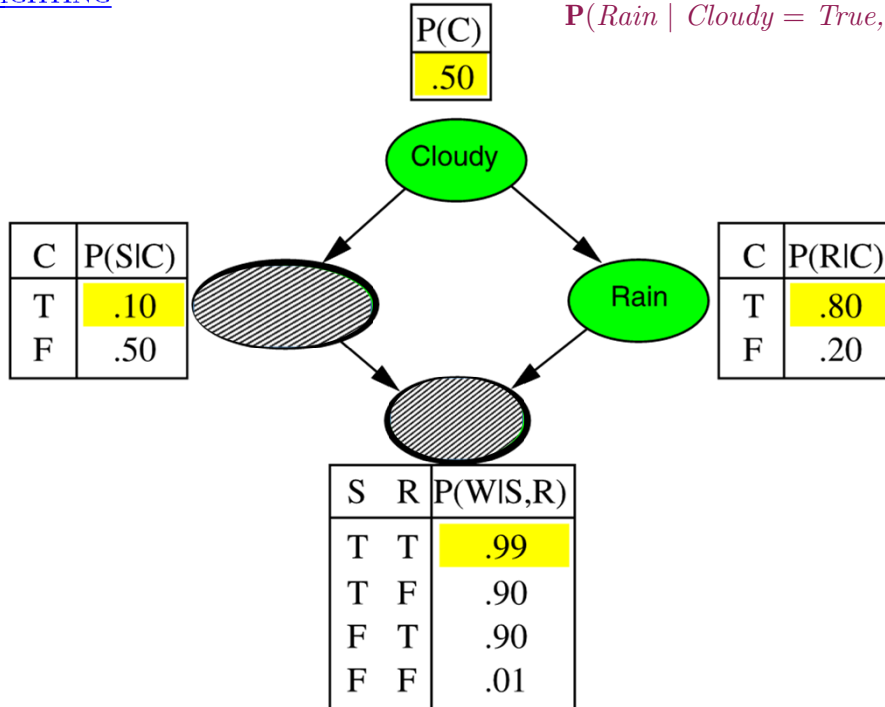 P(Rain | Cloudy = True,
P(C)
.50
Cloudy
C P(S|C)
T .10
F .50
Rain
C P(R|C)
T .80
F .20
S R P(W|S,R)
T T .99
T F .90
F T .90
F F .01